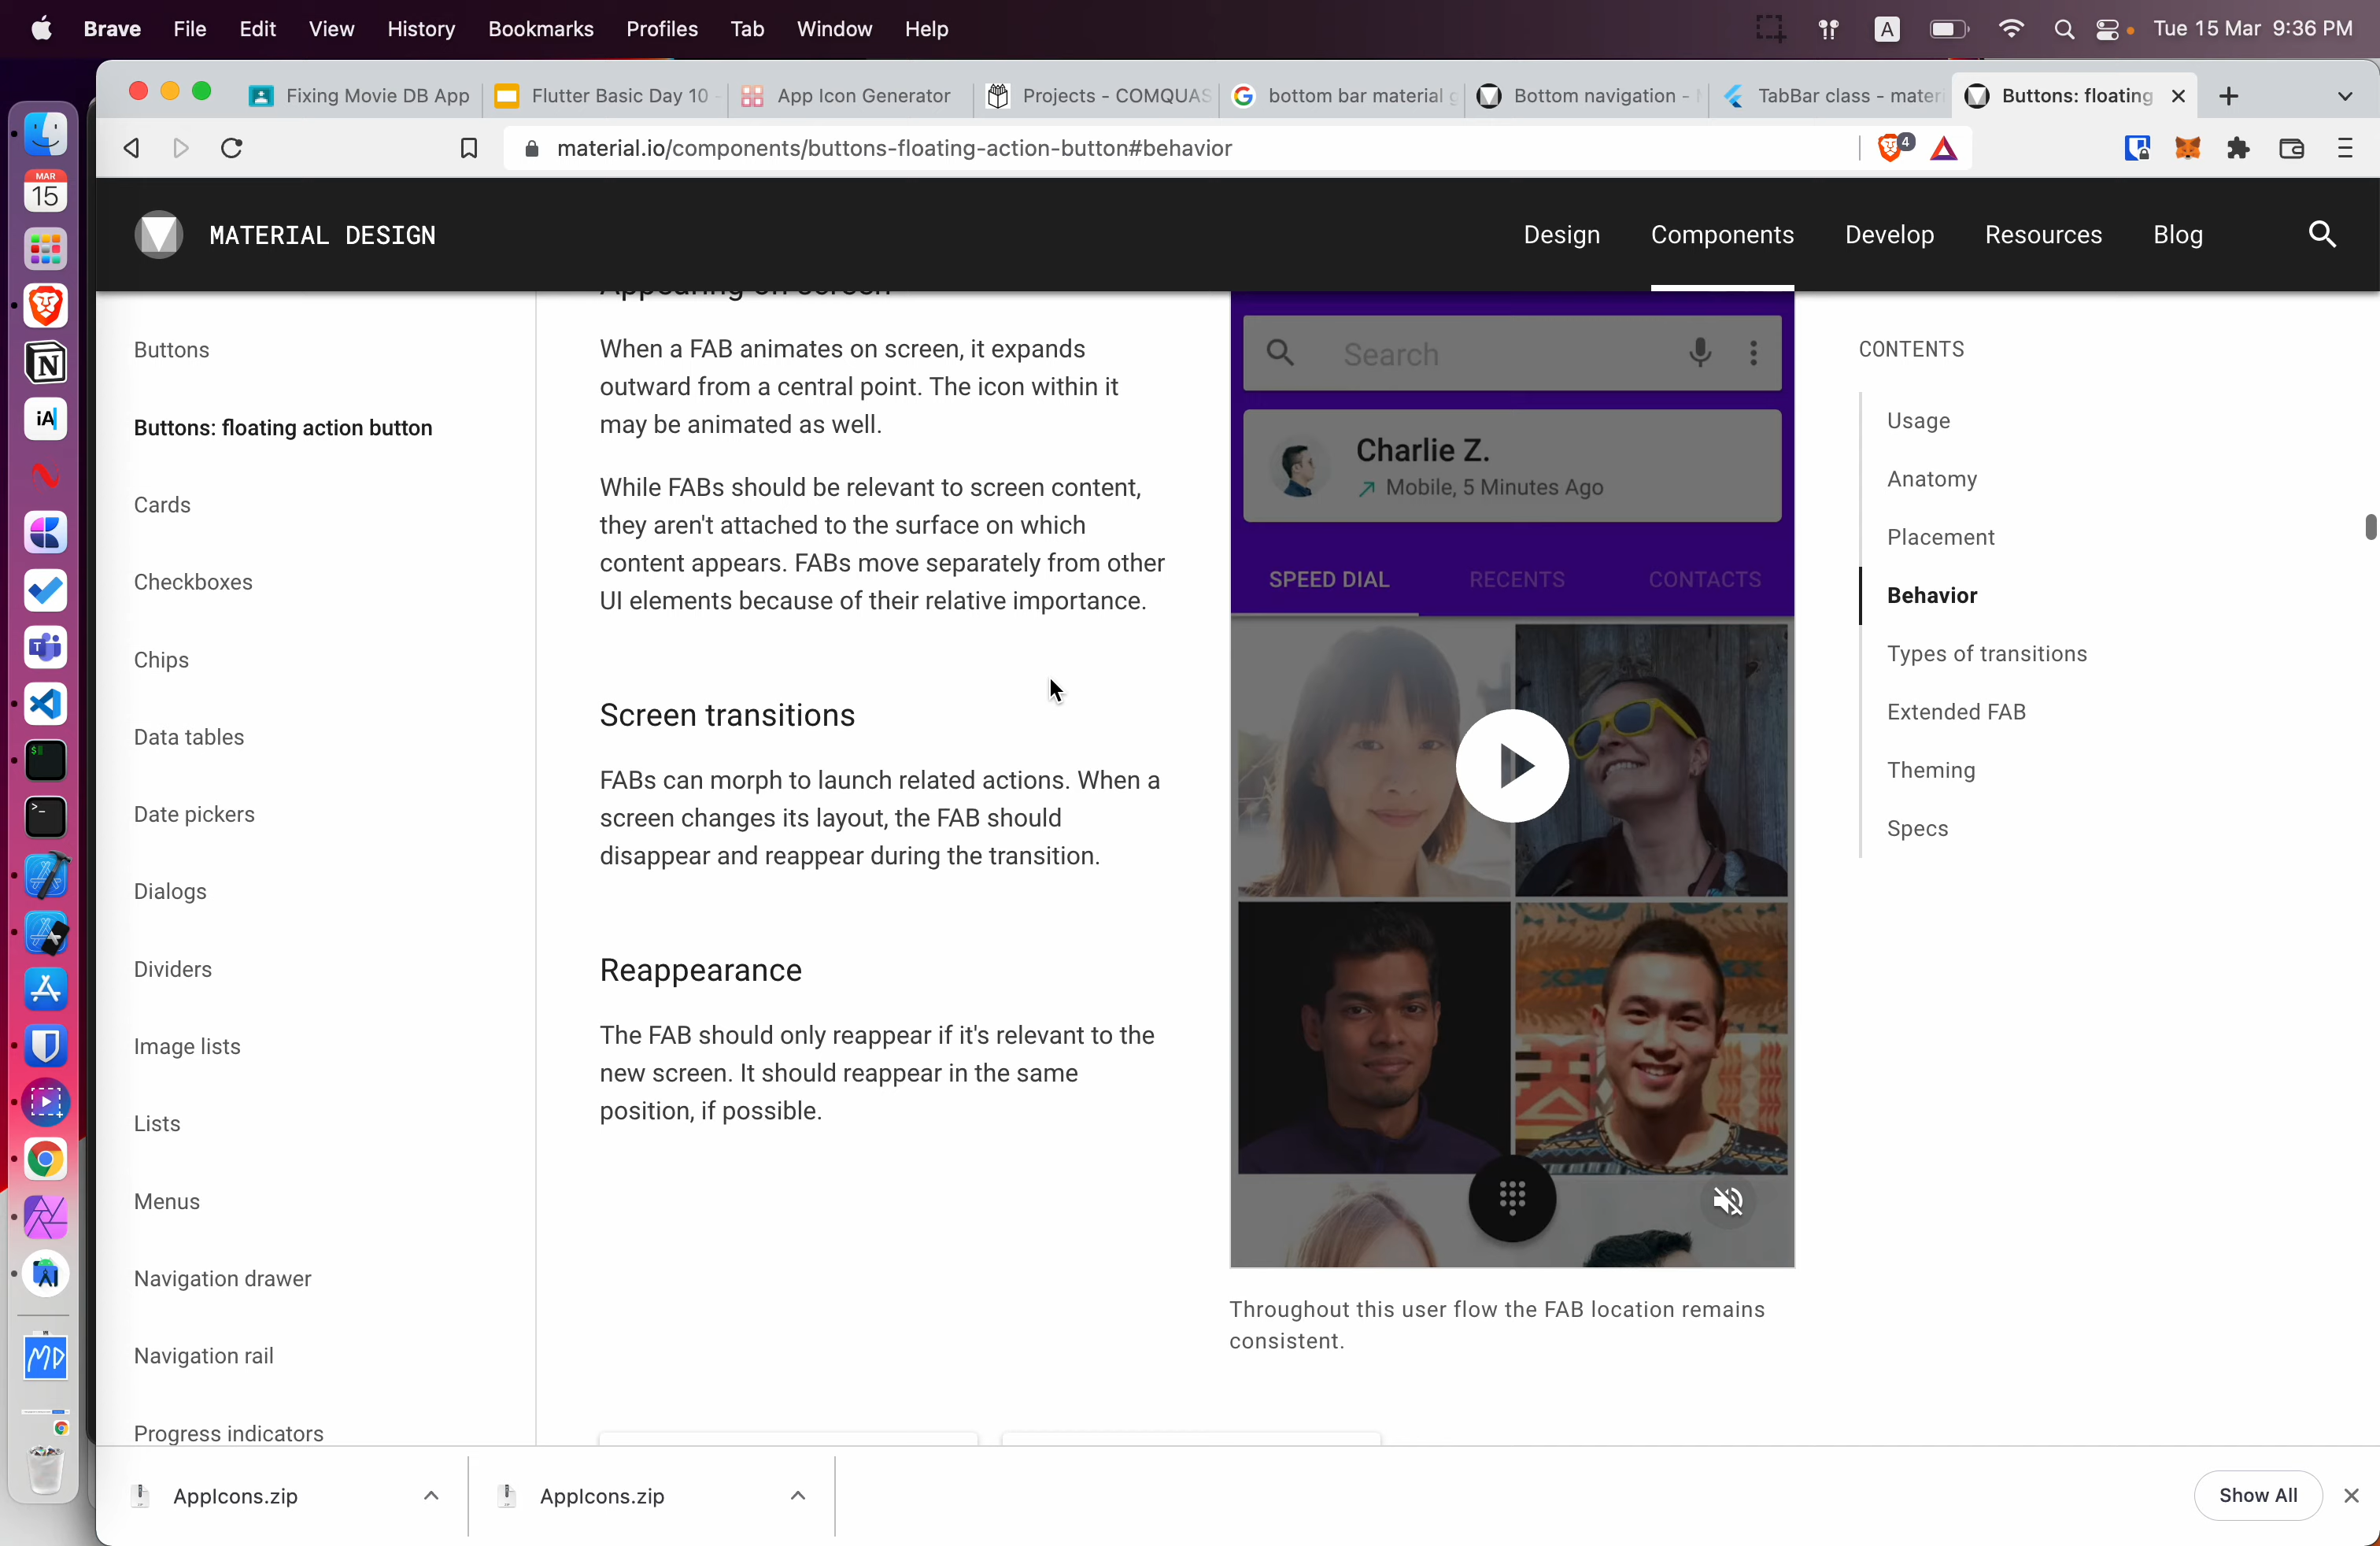 Brave File Edit View History Bookmarks Profiles Tab Window Help
A
Tue 15 Mar 9:36 PM
Fixing Movie DB App
Flutter Basic Day 10 -
App Icon Generator
Projects - COMQUAS
bottom bar material g
Bottom navigation -
TabBar class - materi
Buttons: floating
material.io/components/buttons-floating-action-button#behavior
4
MATERIAL DESIGN
Design
Components
Develop
Resources
Blog
MAR
15
iA
Buttons
Buttons: floating action button
Cards
Checkboxes
Chips
Data tables
Date pickers
Dialogs
Dividers
Image lists
Lists
Menus
Navigation drawer
Navigation rail
Progress indicators
Appearing on screen
When a FAB animates on screen, it expands
outward from a central point. The icon within it
may be animated as well.
While FABs should be relevant to screen content,
they aren't attached to the surface on which
content appears. FABs move separately from other
UI elements because of their relative importance.
Screen transitions
FABs can morph to launch related actions. When a
screen changes its layout, the FAB should
disappear and reappear during the transition.
Reappearance
The FAB should only reappear if it's relevant to the
new screen. It should reappear in the same
position, if possible.
Search
Charlie Z.
Mobile, 5 Minutes Ago
SPEED DIAL
RECENTS
CONTACTS
Throughout this user flow the FAB location remains
consistent.
CONTENTS
Usage
Anatomy
Placement
Behavior
Types of transitions
Extended FAB
Theming
Specs
AppIcons.zip
AppIcons.zip
Show All